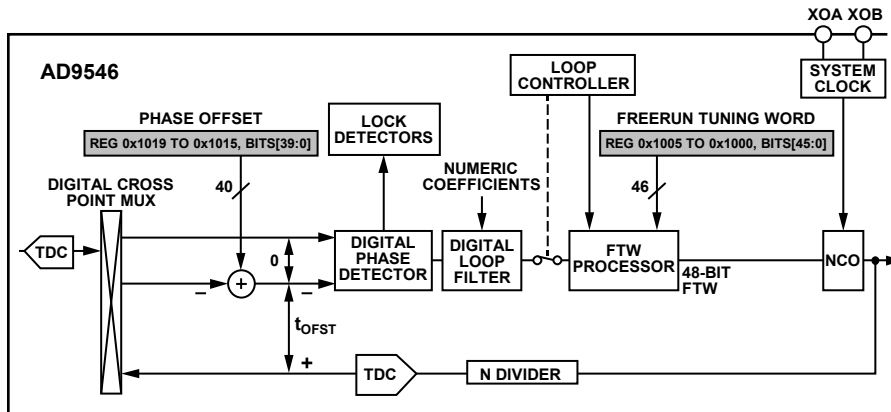 XOA XOB
AD9546
SYSTEM
CLOCK
LOOP
CONTROLLER
PHASE OFFSET
REG 0x1019 TO 0x1015, BITS[39:0]
LOCK
DETECTORS
FREERUN TUNING WORD
REG 0x1005 TO 0x1000, BITS[45:0]
40
46
NUMERIC
COEFFICIENTS
DIGITAL CROSS
POINT MUX
TDC
0
DIGITAL
PHASE
DETECTOR
DIGITAL
LOOP
FILTER
FTW
PROCESSOR
48-BIT
FTW
NCO
–
+
–
tOFST
+
TDC
N DIVIDER